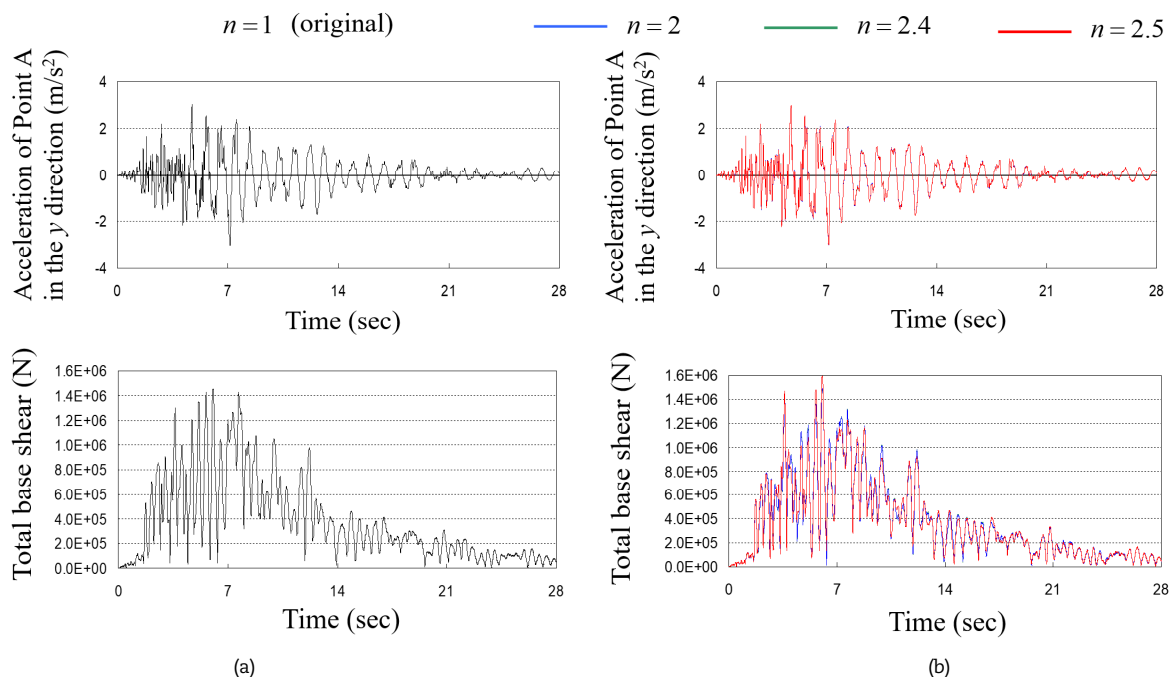 n = 1 (original) n = 2 n = 2.4 n = 2.5
Acceleration of Point A
in the y direction (m/s²)
4
2
0
-2
-4
0 7 14 21 28
Time (sec)
Acceleration of Point A
in the y direction (m/s²)
4
2
0
-2
-4
0 7 14 21 28
Time (sec)
Total base shear (N)
1.6E+06
1.4E+06
1.2E+06
1.0E+06
8.0E+05
6.0E+05
4.0E+05
2.0E+05
0.0E+00
0 7 14 21 28
Time (sec)
(a)
Total base shear (N)
1.6E+06
1.4E+06
1.2E+06
1.0E+06
8.0E+05
6.0E+05
4.0E+05
2.0E+05
0.0E+00
0 7 14 21 28
Time (sec)
(b)